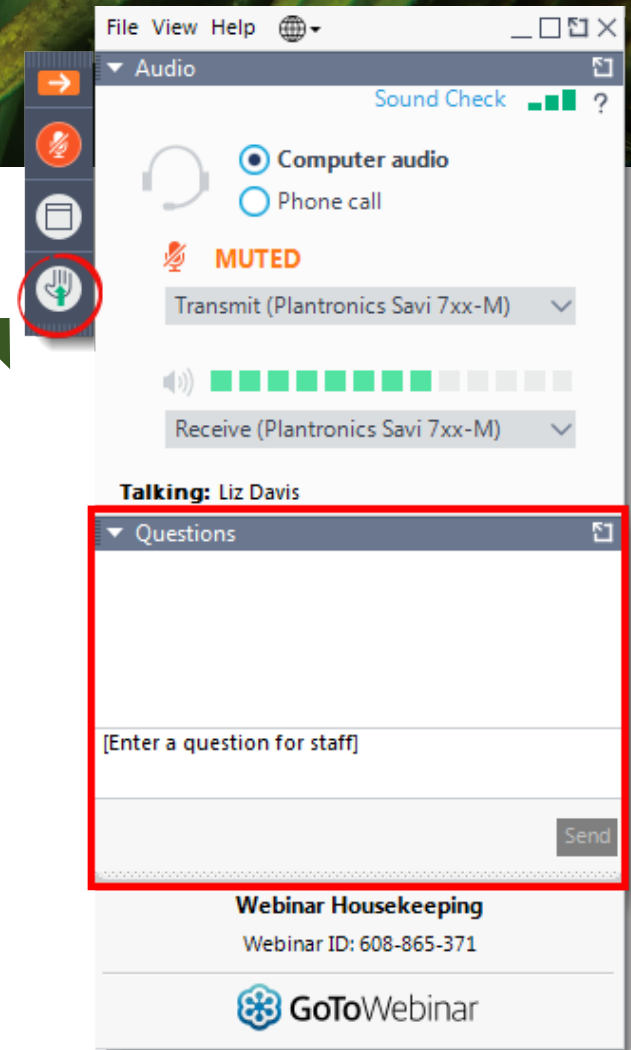 File View Help
Audio
Sound Check ?
Computer audio
Phone call
MUTED
Transmit (Plantronics Savi 7xx-M)
Receive (Plantronics Savi 7xx-M)
Talking: Liz Davis
Questions
[Enter a question for staff]
Send
Webinar Housekeeping
Webinar ID: 608-865-371
GoToWebinar